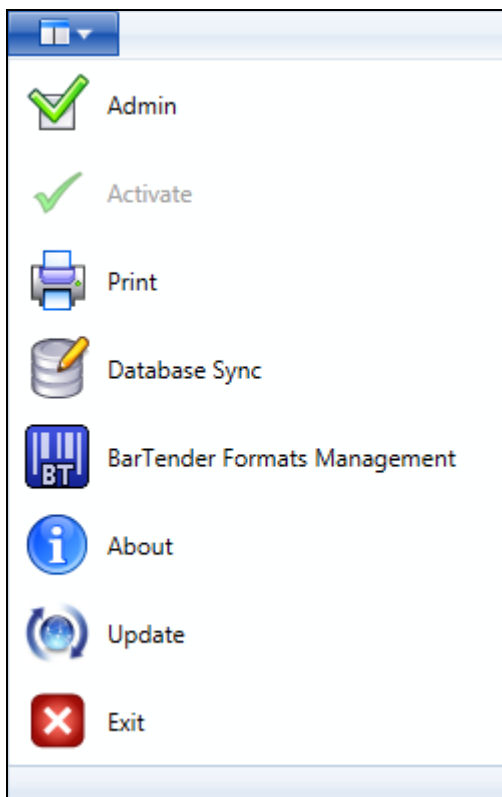 Admin
Activate
Print
Database Sync
BT
BarTender Formats Management
About
Update
Exit